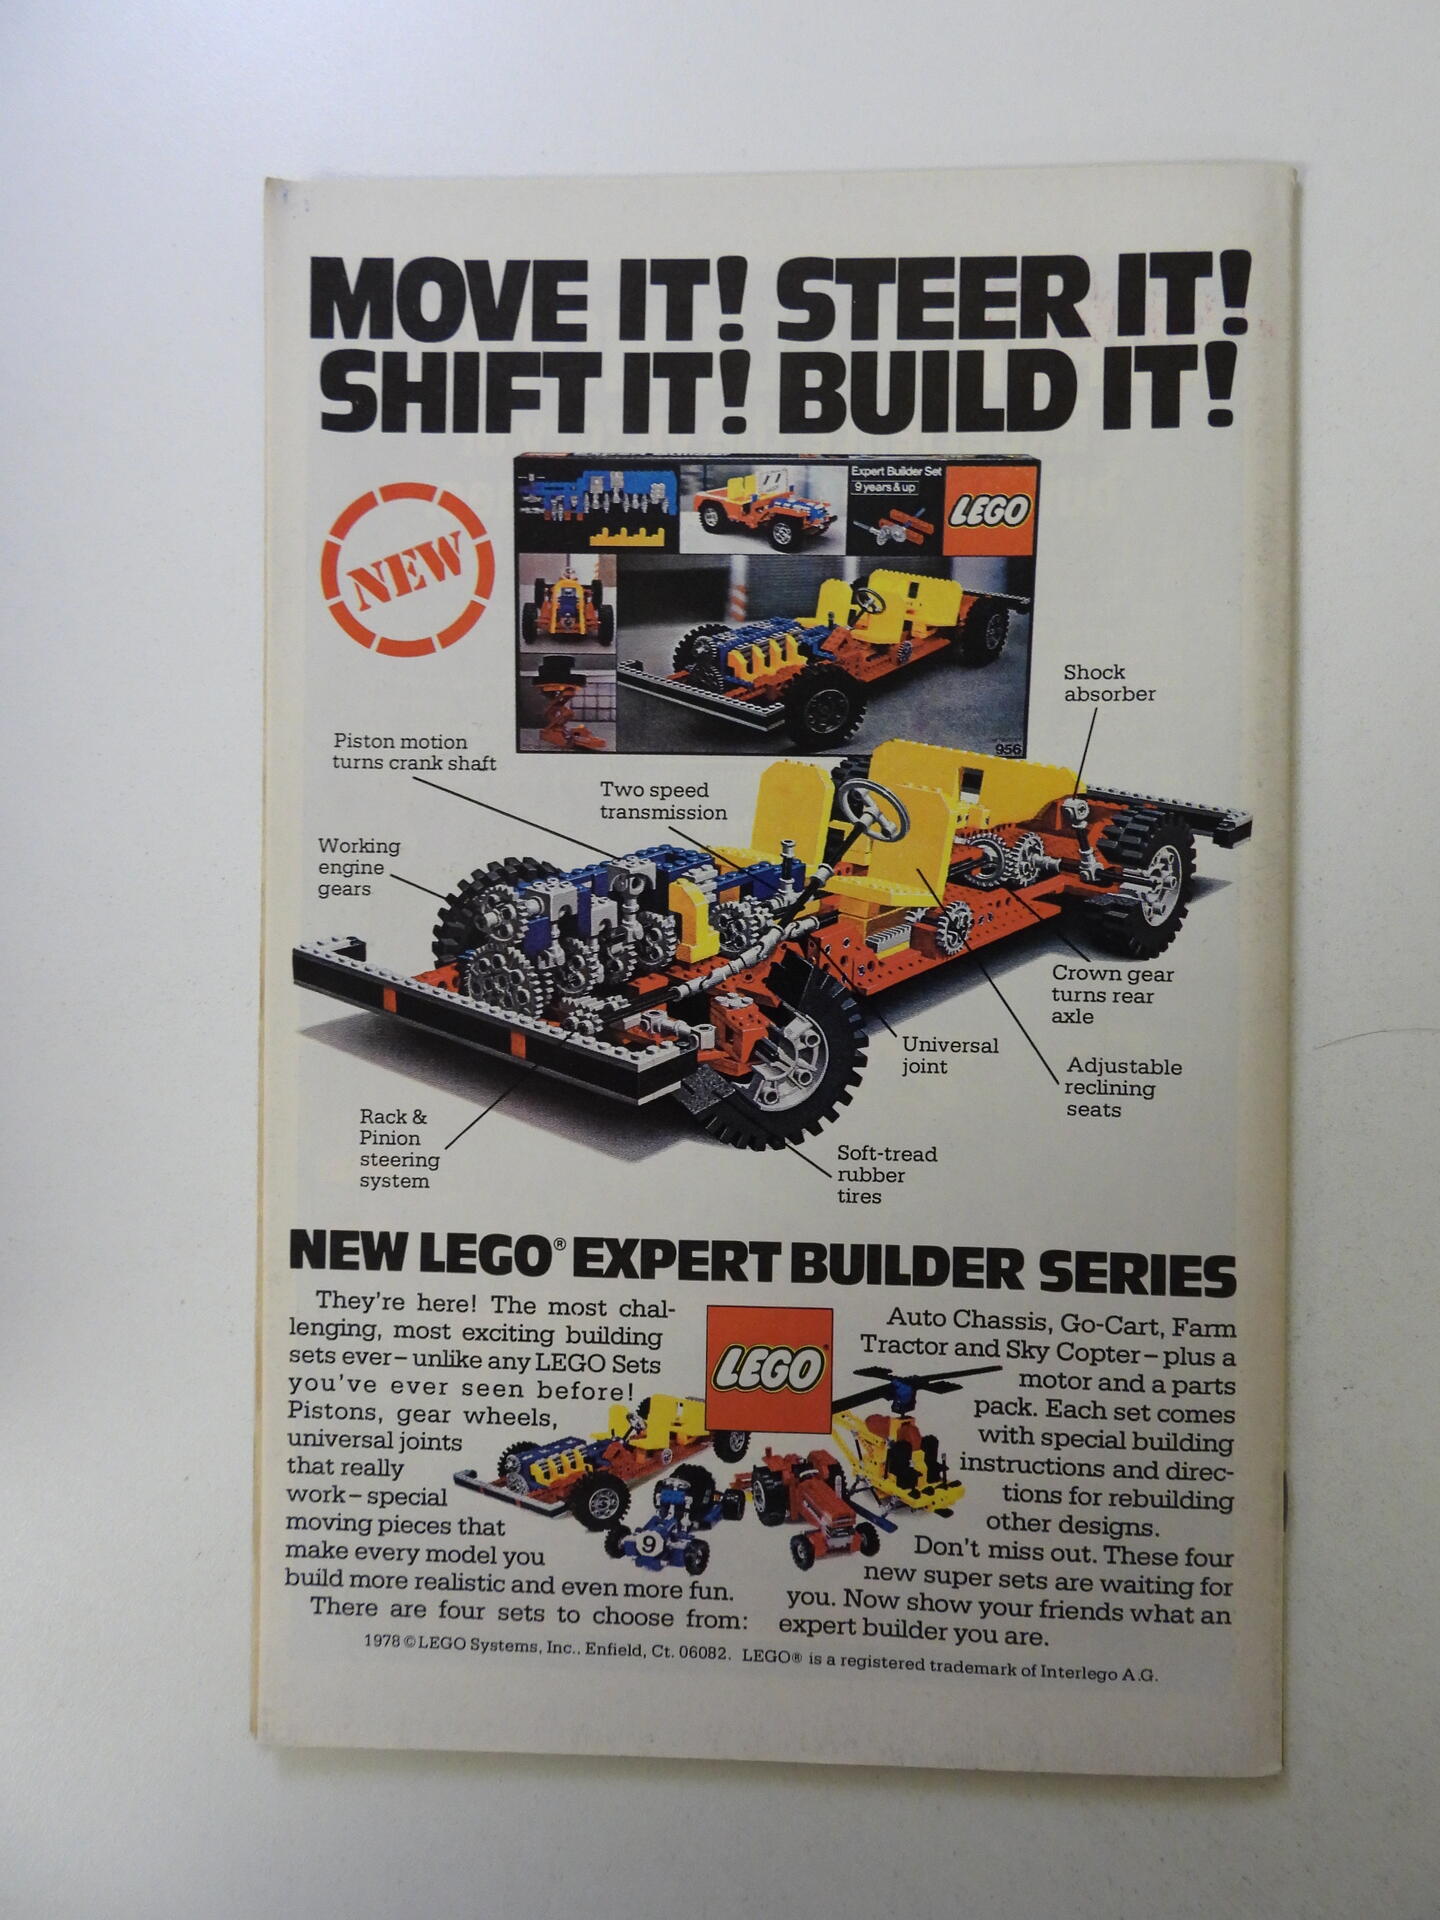 MOVE IT! STEER IT!
SHIFT IT! BUILD IT!
NEW
Expert Builder Set
9 years & up
LEGO
956
Shock
absorber
Piston motion
turns crank shaft
Two speed
transmission
Working
engine
gears
Crown gear
turns rear
axle
Universal
joint
Adjustable
reclining
seats
Rack &
Pinion
steering
system
Soft-tread
rubber
tires
NEW LEGO® EXPERT BUILDER SERIES
They're here! The most chal-
lenging, most exciting building
sets ever – unlike any LEGO Sets
you've ever seen before!
Pistons, gear wheels,
universal joints
that really
work – special
moving pieces that
make every model you
build more realistic and even more fun.
There are four sets to choose from:
LEGO®
9
Auto Chassis, Go-Cart, Farm
Tractor and Sky Copter – plus a
motor and a parts
pack. Each set comes
with special building
instructions and direc-
tions for rebuilding
other designs.
Don't miss out. These four
new super sets are waiting for
you. Now show your friends what an
expert builder you are.
1978 © LEGO Systems, Inc.. Enfield, Ct. 06082. LEGO® is a registered trademark of Interlego A.G.